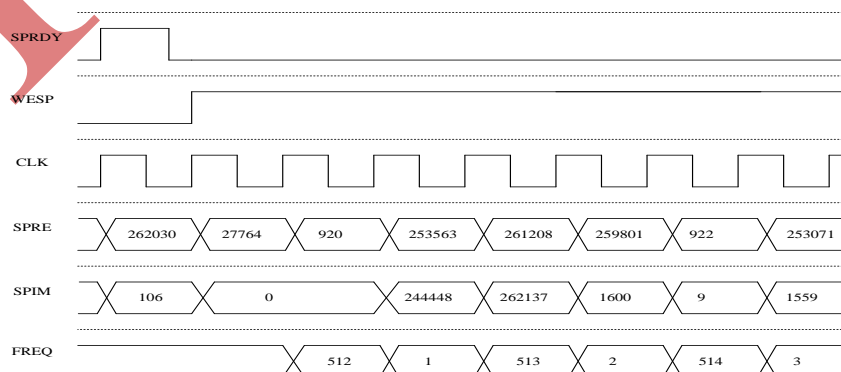 SPRDY
WESP
CLK
SPRE 262030 27764 920 253563 261208 259801 922 253071
SPIM 106 0 244448 262137 1600 9 1559
FREQ 512 1 513 2 514 3